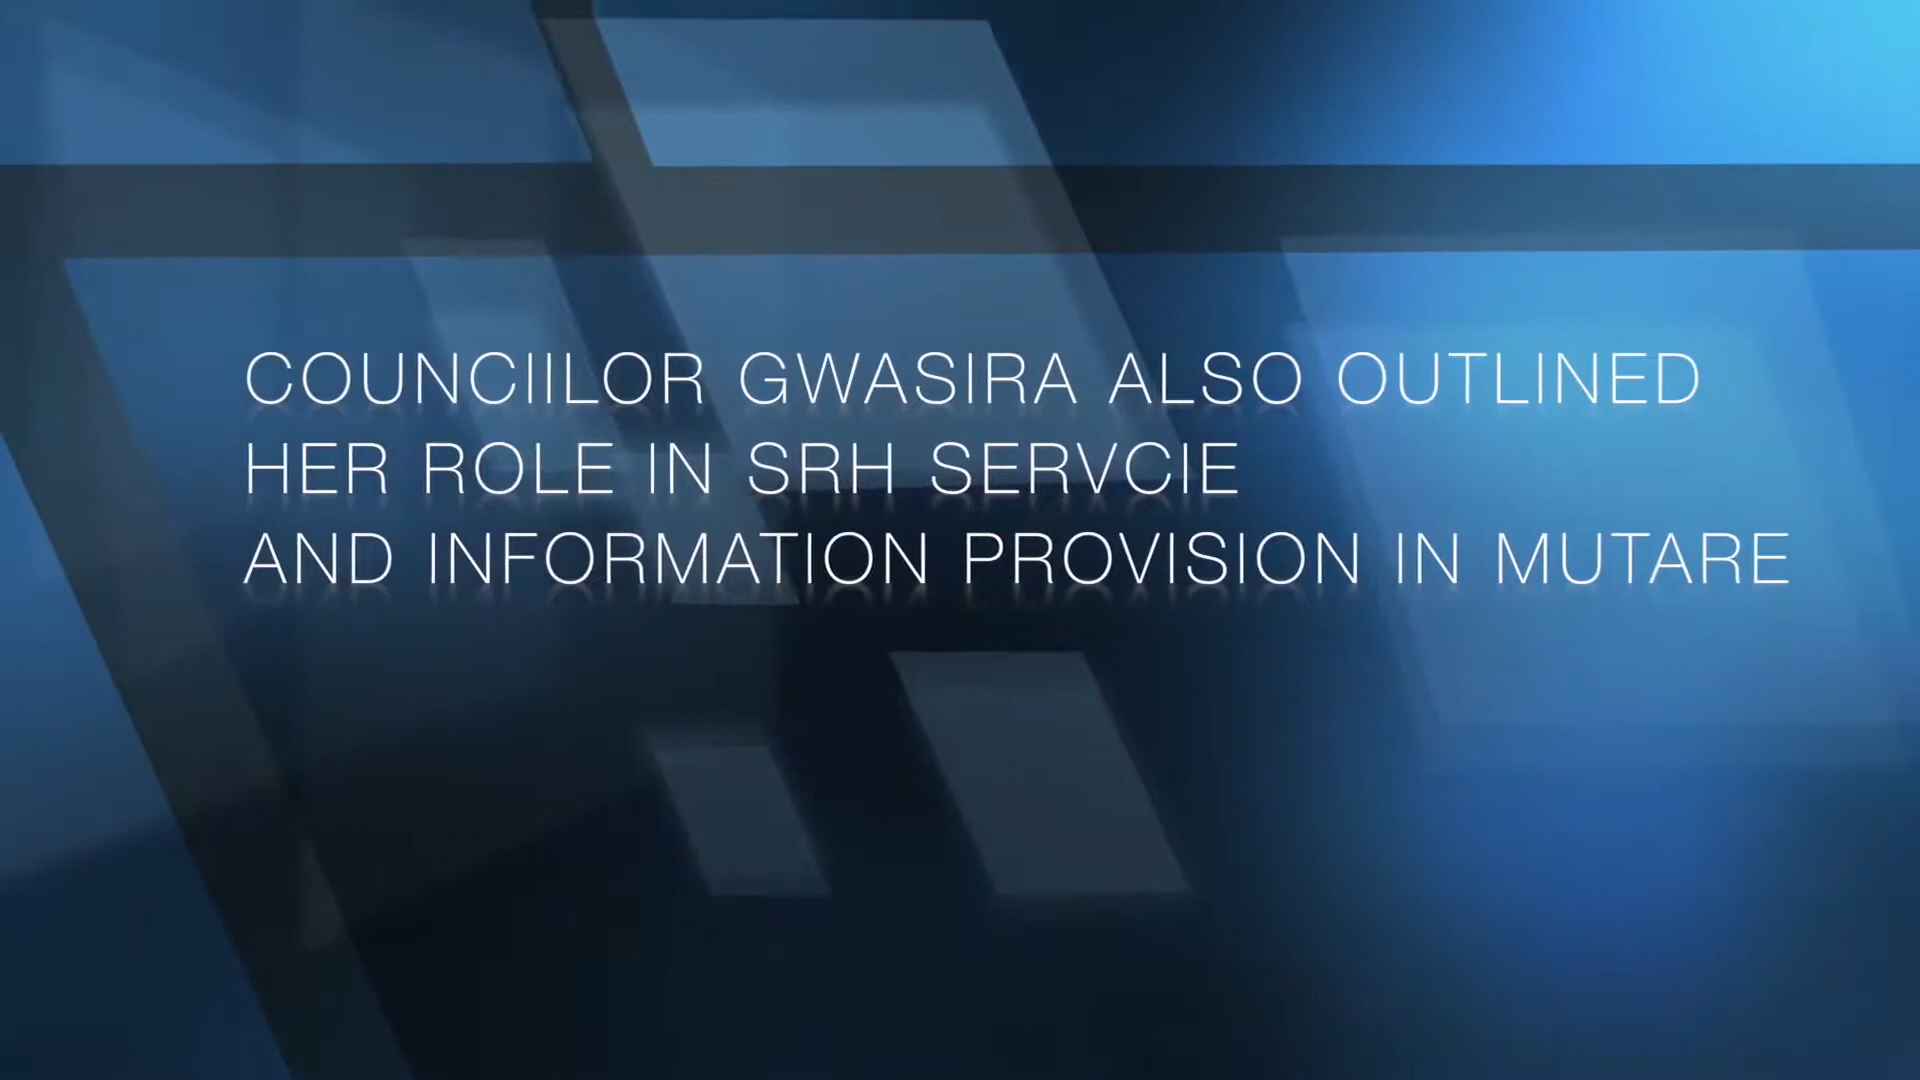 COUNCIILOR GWASIRA ALSO OUTLINED
HER ROLE IN SRH SERVCIE
AND INFORMATION PROVISION IN MUTARE